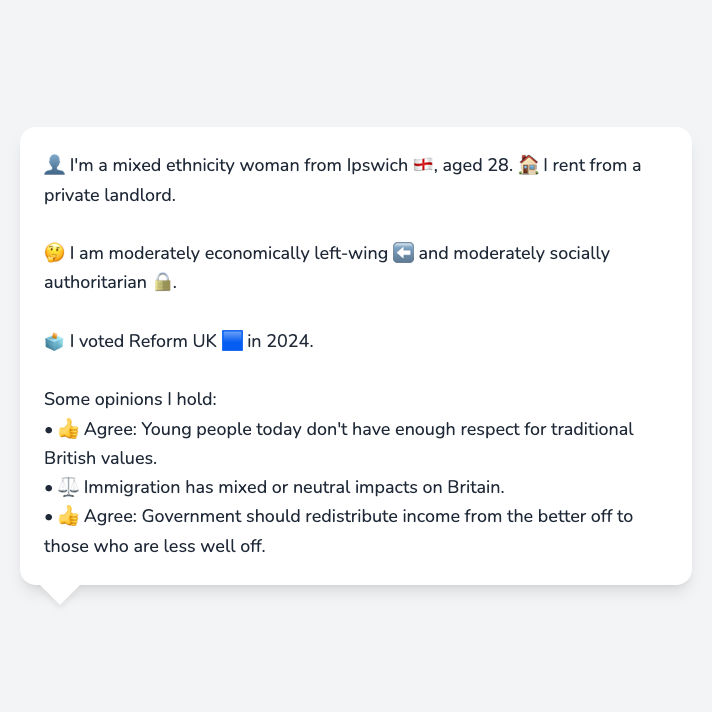 👤 I'm a mixed ethnicity woman from Ipswich 🏴󠁧󠁢󠁥󠁮󠁧󠁿, aged 28. 🏠 I rent from a
private landlord.
🤔 I am moderately economically left-wing ⬅️ and moderately socially
authoritarian 🔒.
🗳️ I voted Reform UK 🟦 in 2024.
Some opinions I hold:
• 👍 Agree: Young people today don't have enough respect for traditional
British values.
• ⚖️ Immigration has mixed or neutral impacts on Britain.
• 👍 Agree: Government should redistribute income from the better off to
those who are less well off.